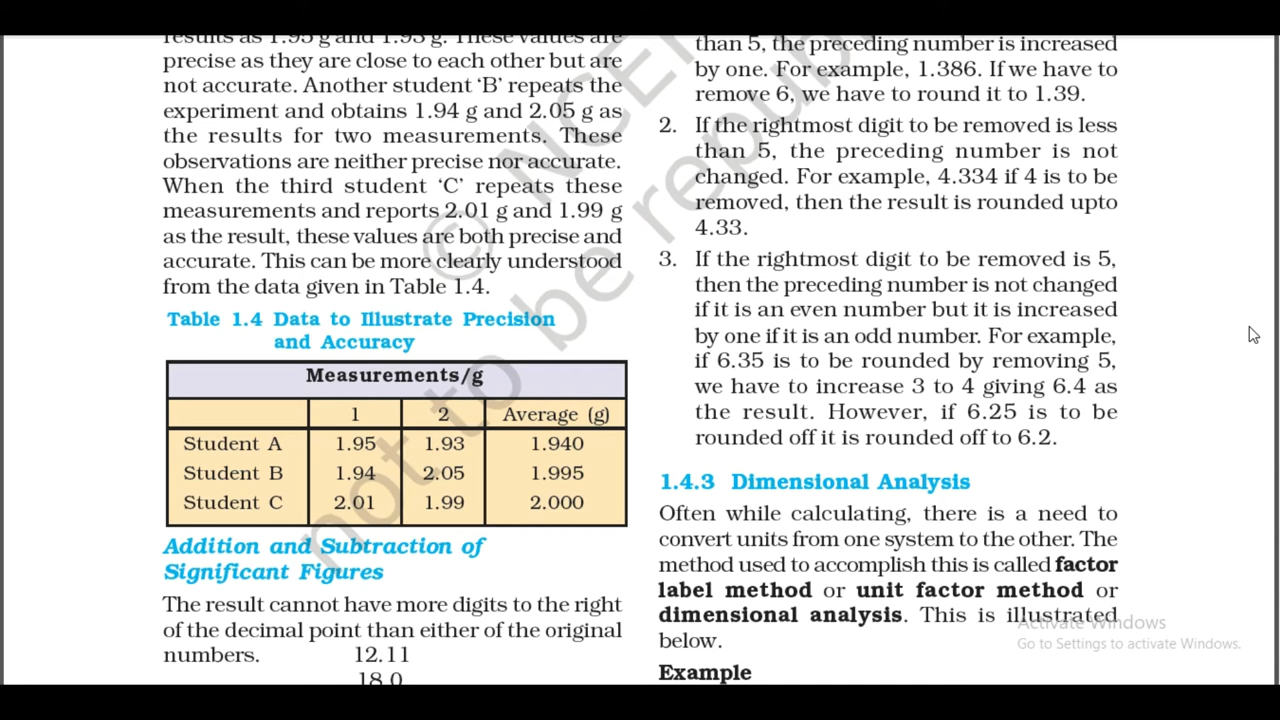 results as 1.95 g and 1.93 g. These values are
precise as they are close to each other but are
not accurate. Another student ‘B’ repeats the
experiment and obtains 1.94 g and 2.05 g as
the results for two measurements. These
observations are neither precise nor accurate.
When the third student ‘C’ repeats these
measurements and reports 2.01 g and 1.99 g
as the result, these values are both precise and
accurate. This can be more clearly understood
from the data given in Table 1.4.
Table 1.4 Data to Illustrate Precision
and Accuracy
Measurements/g
1 2 Average (g)
Student A 1.95 1.93 1.940
Student B 1.94 2.05 1.995
Student C 2.01 1.99 2.000
Addition and Subtraction of
Significant Figures
The result cannot have more digits to the right
of the decimal point than either of the original
numbers.
12.11
18.0
than 5, the preceding number is increased
by one. For example, 1.386. If we have to
remove 6, we have to round it to 1.39.
2. If the rightmost digit to be removed is less
than 5, the preceding number is not
changed. For example, 4.334 if 4 is to be
removed, then the result is rounded upto
4.33.
3. If the rightmost digit to be removed is 5,
then the preceding number is not changed
if it is an even number but it is increased
by one if it is an odd number. For example,
if 6.35 is to be rounded by removing 5,
we have to increase 3 to 4 giving 6.4 as
the result. However, if 6.25 is to be
rounded off it is rounded off to 6.2.
1.4.3 Dimensional Analysis
Often while calculating, there is a need to
convert units from one system to the other. The
method used to accomplish this is called factor
label method or unit factor method or
dimensional analysis. This is illustrated
below.
Example
© NCE
not to be repub
Activate Windows
Go to Settings to activate Windows.